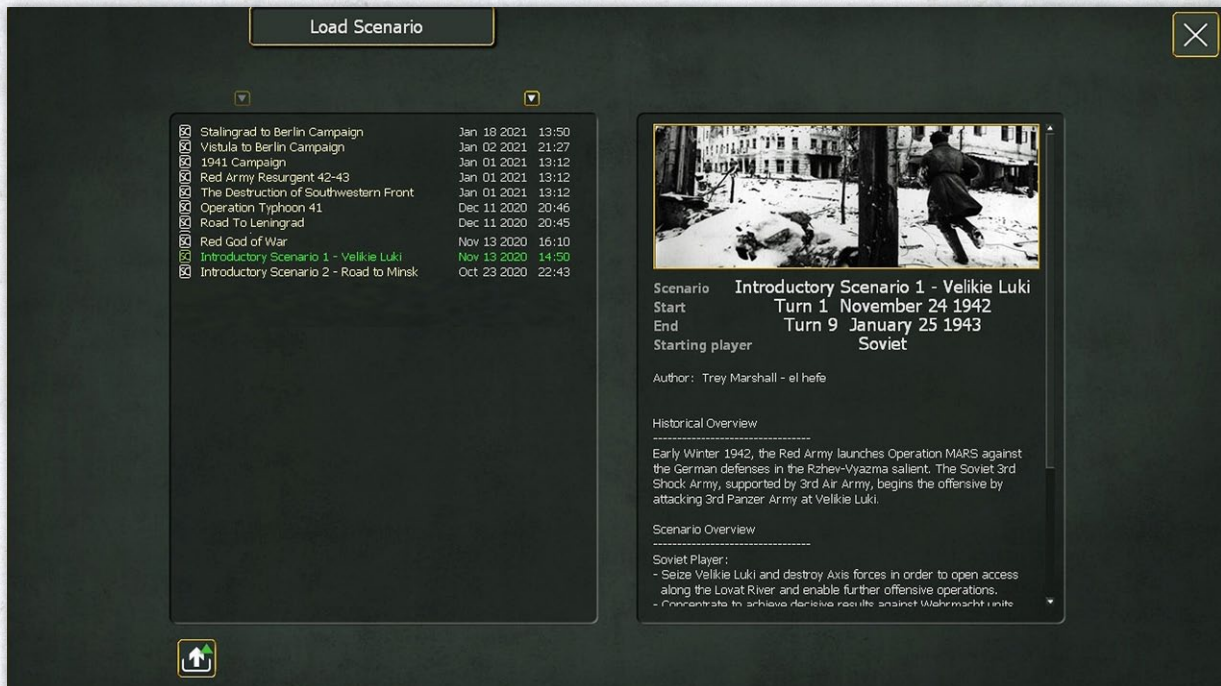 Load Scenario
Stalingrad to Berlin Campaign Jan 18 2021 13:50
Vistula to Berlin Campaign Jan 02 2021 21:27
1941 Campaign Jan 01 2021 13:12
Red Army Resurgent 42-43 Jan 01 2021 13:12
The Destruction of Southwestern Front Jan 01 2021 13:12
Operation Typhoon 41 Dec 11 2020 20:46
Road To Leningrad Dec 11 2020 20:45
Red God of War Nov 13 2020 16:10
Introductory Scenario 1 - Velikie Luki Nov 13 2020 14:50
Introductory Scenario 2 - Road to Minsk Oct 23 2020 22:43
Scenario Introductory Scenario 1 - Velikie Luki
Start Turn 1 November 24 1942
End Turn 9 January 25 1943
Starting player Soviet
Author: Trey Marshall - el hefe
Historical Overview
--------------------------------
Early Winter 1942, the Red Army launches Operation MARS against
the German defenses in the Rzhev-Vyazma salient. The Soviet 3rd
Shock Army, supported by 3rd Air Army, begins the offensive by
attacking 3rd Panzer Army at Velikie Luki.
Scenario Overview
--------------------------------
Soviet Player:
- Seize Velikie Luki and destroy Axis forces in order to open access
along the Lovat River and enable further offensive operations.
- Concentrate to achieve decisive results against Wehrmacht units